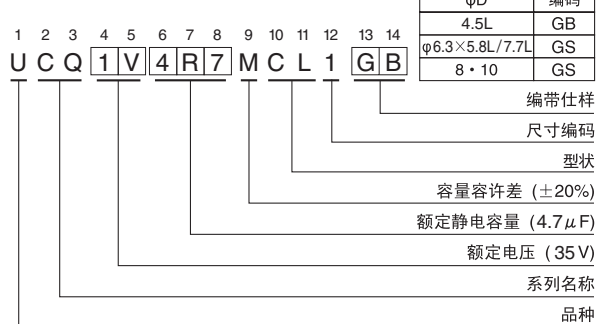 φD 编码
4.5L GB
φ6.3×5.8L/7.7L GS
8・10 GS
1 2 3 4 5 6 7 8 9 10 11 12 13 14
U C Q 1 V 4 R 7 M C L 1 G B
编带仕样
尺寸编码
型状
容量容许差 (±20%)
额定静电容量 (4.7μF)
额定电压 (35V)
系列名称
品种